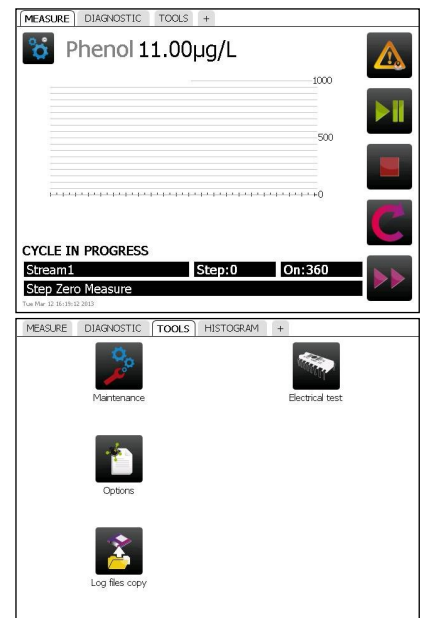 MEASURE DIAGNOSTIC TOOLS +
Phenol 11.00µg/L
1000
500
0
CYCLE IN PROGRESS
Stream1 Step:0 On:360
Step Zero Measure
Tue Mar 12 16:19:12 2013
MEASURE DIAGNOSTIC TOOLS HISTOGRAM +
Maintenance Electrical test
Options
Log files copy